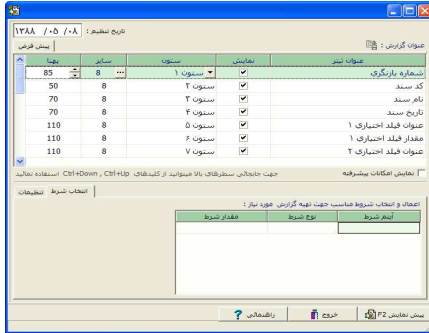 تاریخ تنظیم : ۱۳۸۸ / ۰۵ / ۰۸
عنوان گزارش :
پیش فرض
عنوان تیتر نمایش ستون سایز پهنا
شماره بازنگری ستون ۱ 8 85
کد سند ستون ۲ 8 50
نام سند ستون ۳ 8 70
تاریخ سند ستون ۴ 8 70
عنوان فیلد اختیاری ۱ ستون ۵ 8 110
مقدار فیلد اختیاری ۱ ستون ۶ 8 110
عنوان فیلد اختیاری ۲ ستون ۷ 8 110
نمایش امکانات پیشرفته
جهت جابجائی سطرهای بالا میتوانید از کلیدهای Ctrl+Down , Ctrl+Up استفاده نمائید
انتخاب شرط تنظیمات
اعمال و انتخاب شروط مناسب جهت تهیه گزارش مورد نیاز :
آیتم شرط نوع شرط مقدار شرط
پیش نمایش F2 خروج راهنمائی